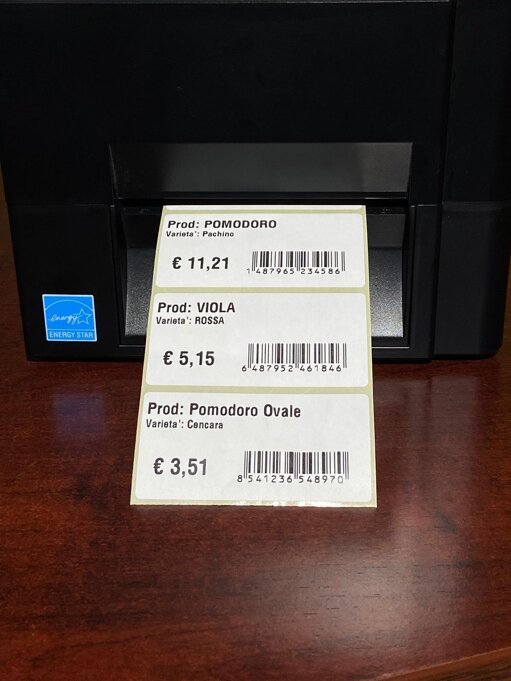 Prod: POMODORO
Varieta': Pachino
€ 11,21
1 487965 234586
Prod: VIOLA
Varieta': ROSSA
€ 5,15
6 487952 461846
Prod: Pomodoro Ovale
Varieta': Cencara
€ 3,51
8 541236 548970
energy
ENERGY STAR